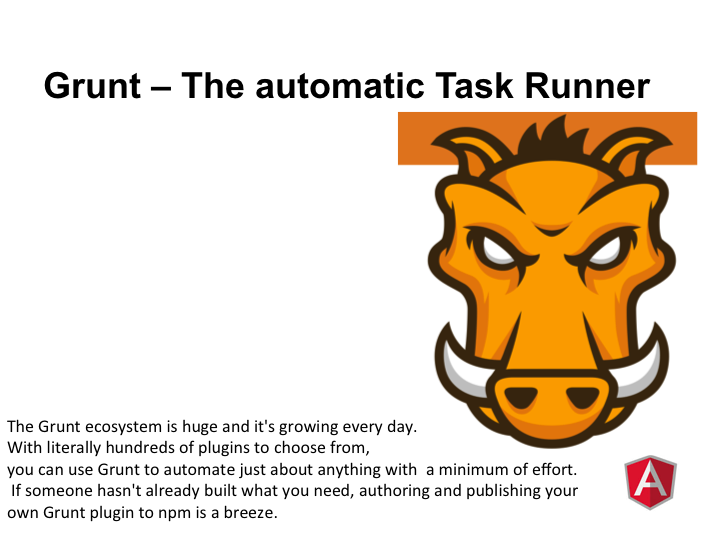 Grunt – The automatic Task Runner
The Grunt ecosystem is huge and it's growing every day.
With literally hundreds of plugins to choose from,
you can use Grunt to automate just about anything with  a minimum of effort.
If someone hasn't already built what you need, authoring and publishing your
own Grunt plugin to npm is a breeze.
A